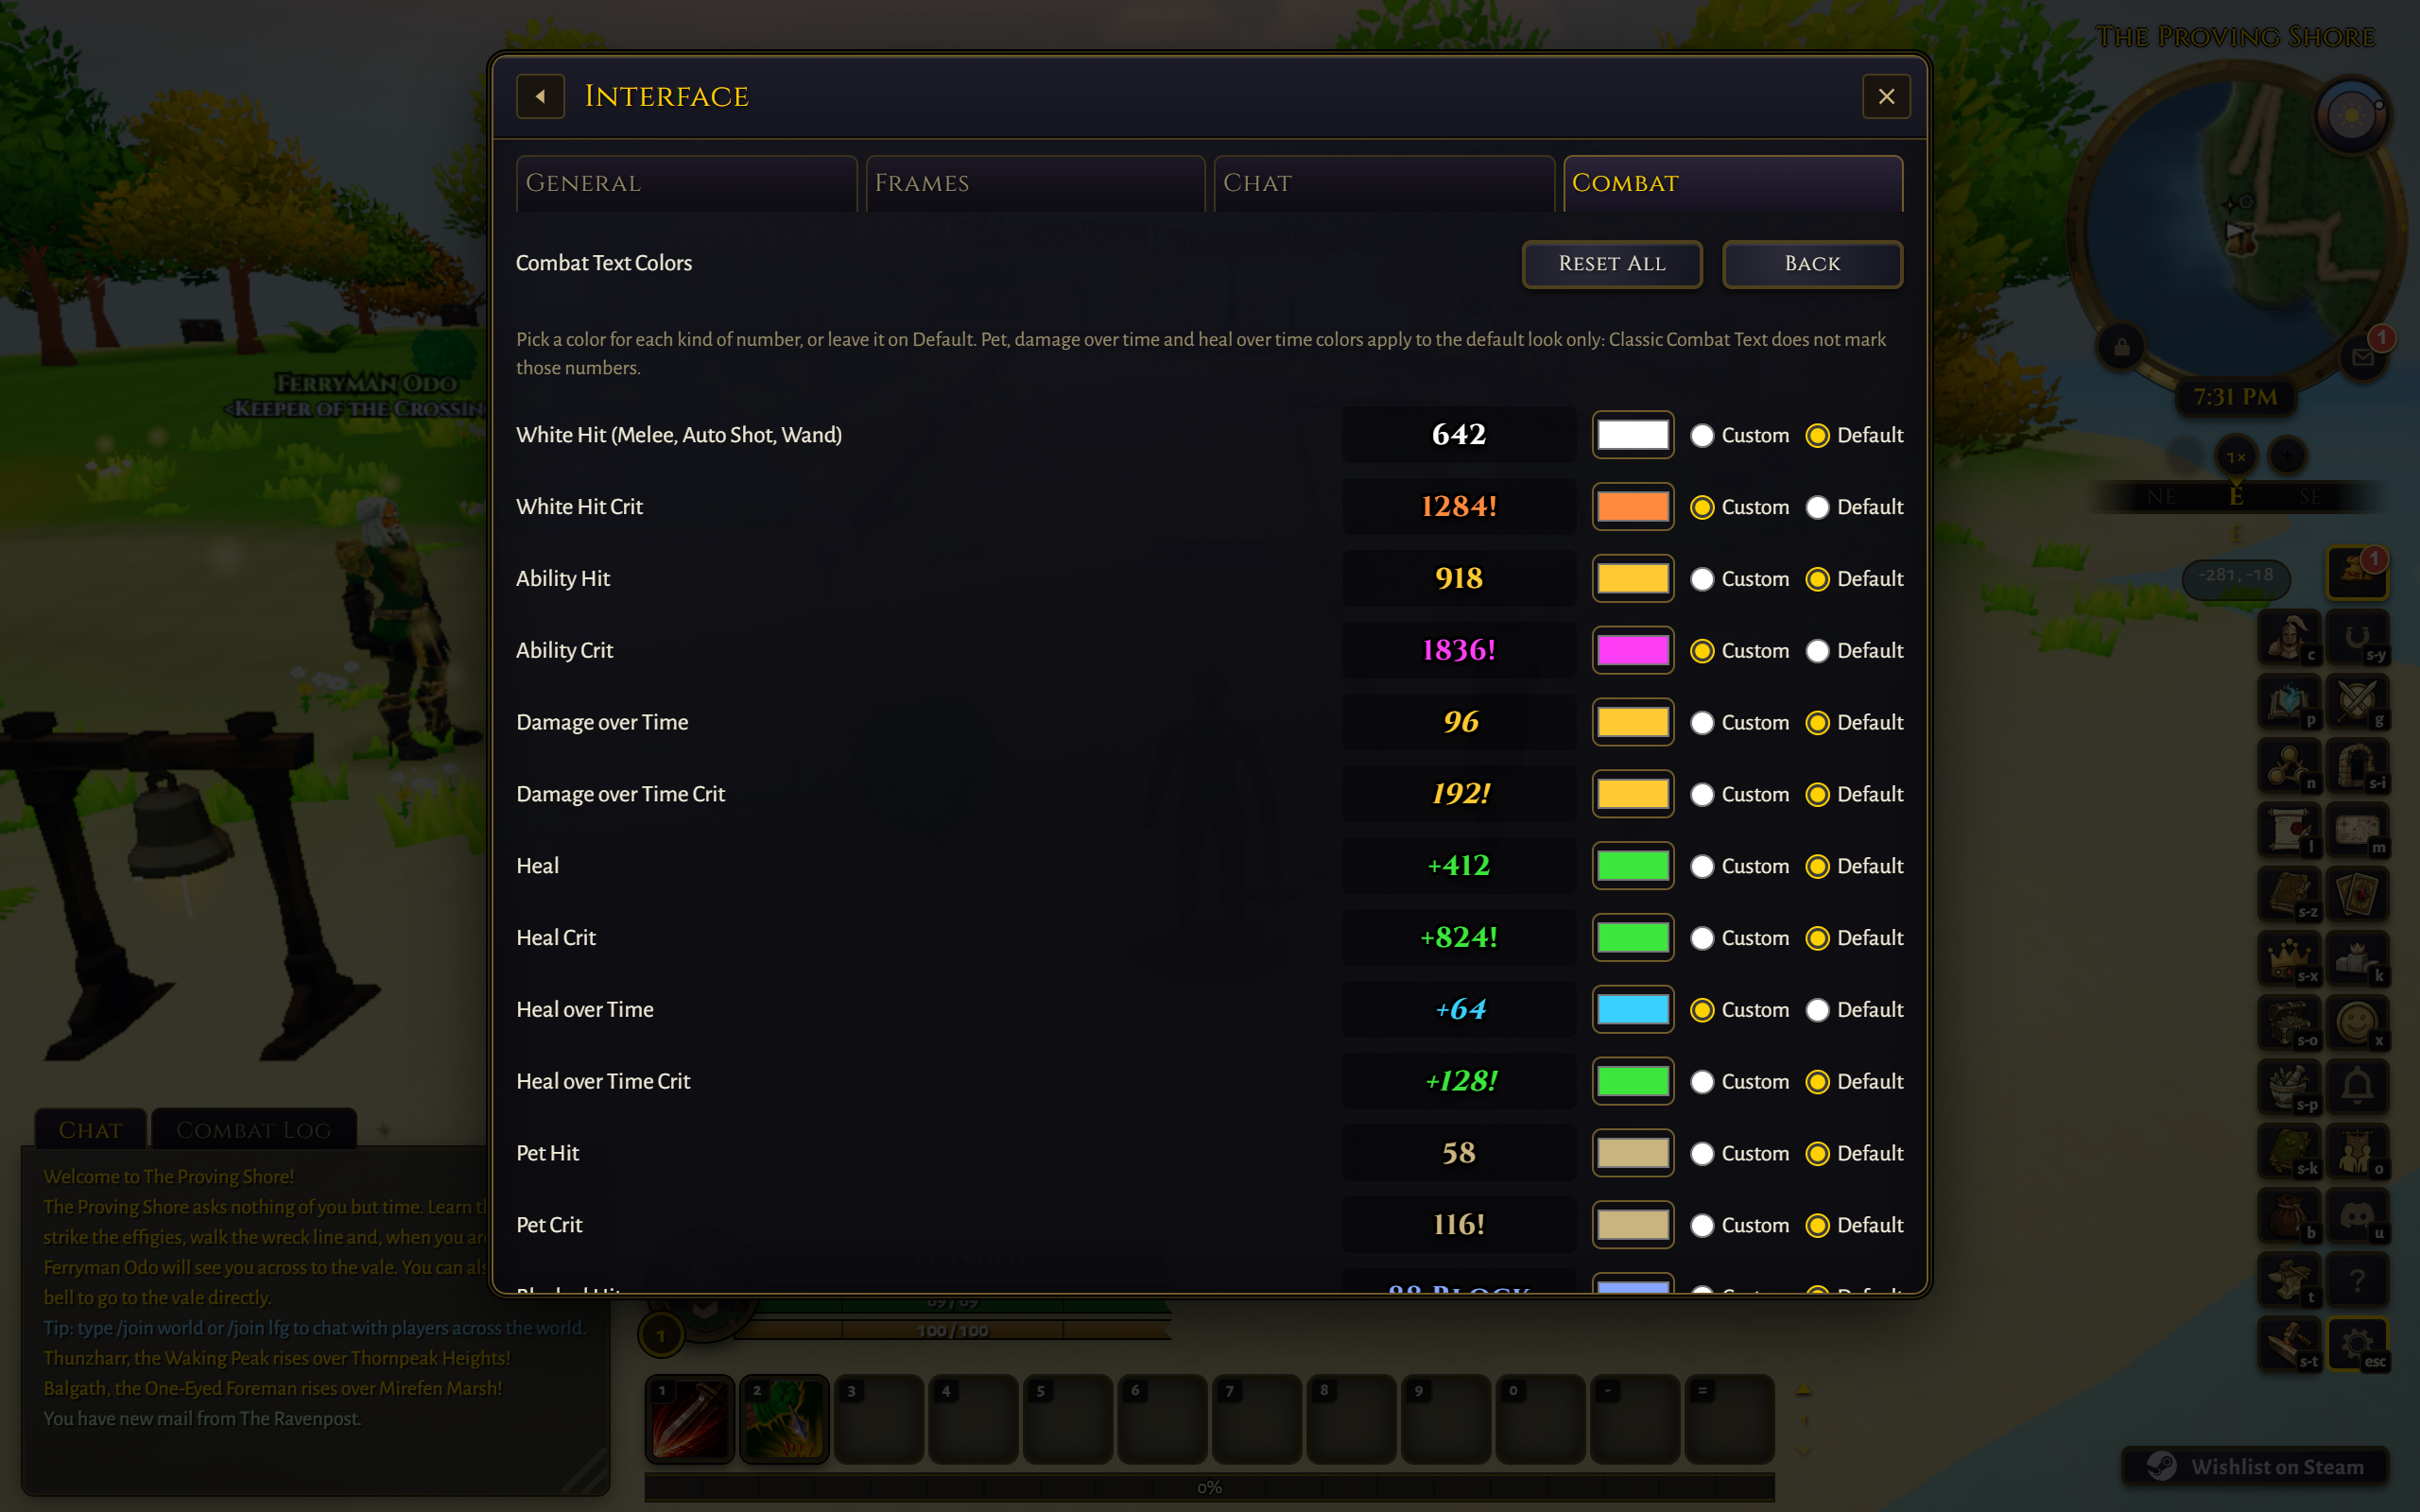 THE PROVING SHORE
INTERFACE
GENERAL
FRAMES
CHAT
COMBAT
Combat Text Colors
RESET ALL
BACK
Pick a color for each kind of number, or leave it on Default. Pet, damage over time and heal over time colors apply to the default look only: Classic Combat Text does not mark
those numbers.
White Hit (Melee, Auto Shot, Wand) 642 Custom Default
White Hit Crit 1284! Custom Default
Ability Hit 918 Custom Default
Ability Crit 1836! Custom Default
Damage over Time 96 Custom Default
Damage over Time Crit 192! Custom Default
Heal +412 Custom Default
Heal Crit +824! Custom Default
Heal over Time +64 Custom Default
Heal over Time Crit +128! Custom Default
Pet Hit 58 Custom Default
Pet Crit 116! Custom Default
88 BLOCK
FERRYMAN ODO
<KEEPER OF THE CROSSIN
1
7:31 PM
1×
+
NE E SE
E
-281, -18
1
c s-y
p g
n s-i
l m
s-z
s-x k
s-o x
s-p
s-k o
b u
t ?
s-t esc
CHAT
COMBAT LOG
+
Welcome to The Proving Shore!
The Proving Shore asks nothing of you but time. Learn t
strike the effigies, walk the wreck line and, when you ar
Ferryman Odo will see you across to the vale. You can als
bell to go to the vale directly.
Tip: type /join world or /join lfg to chat with players across the world.
Thunzharr, the Waking Peak rises over Thornpeak Heights!
Balgath, the One-Eyed Foreman rises over Mirefen Marsh!
You have new mail from The Ravenpost.
1
100 / 100
1 2 3 4 5 6 7 8 9 0 - =
1
0%
Wishlist on Steam